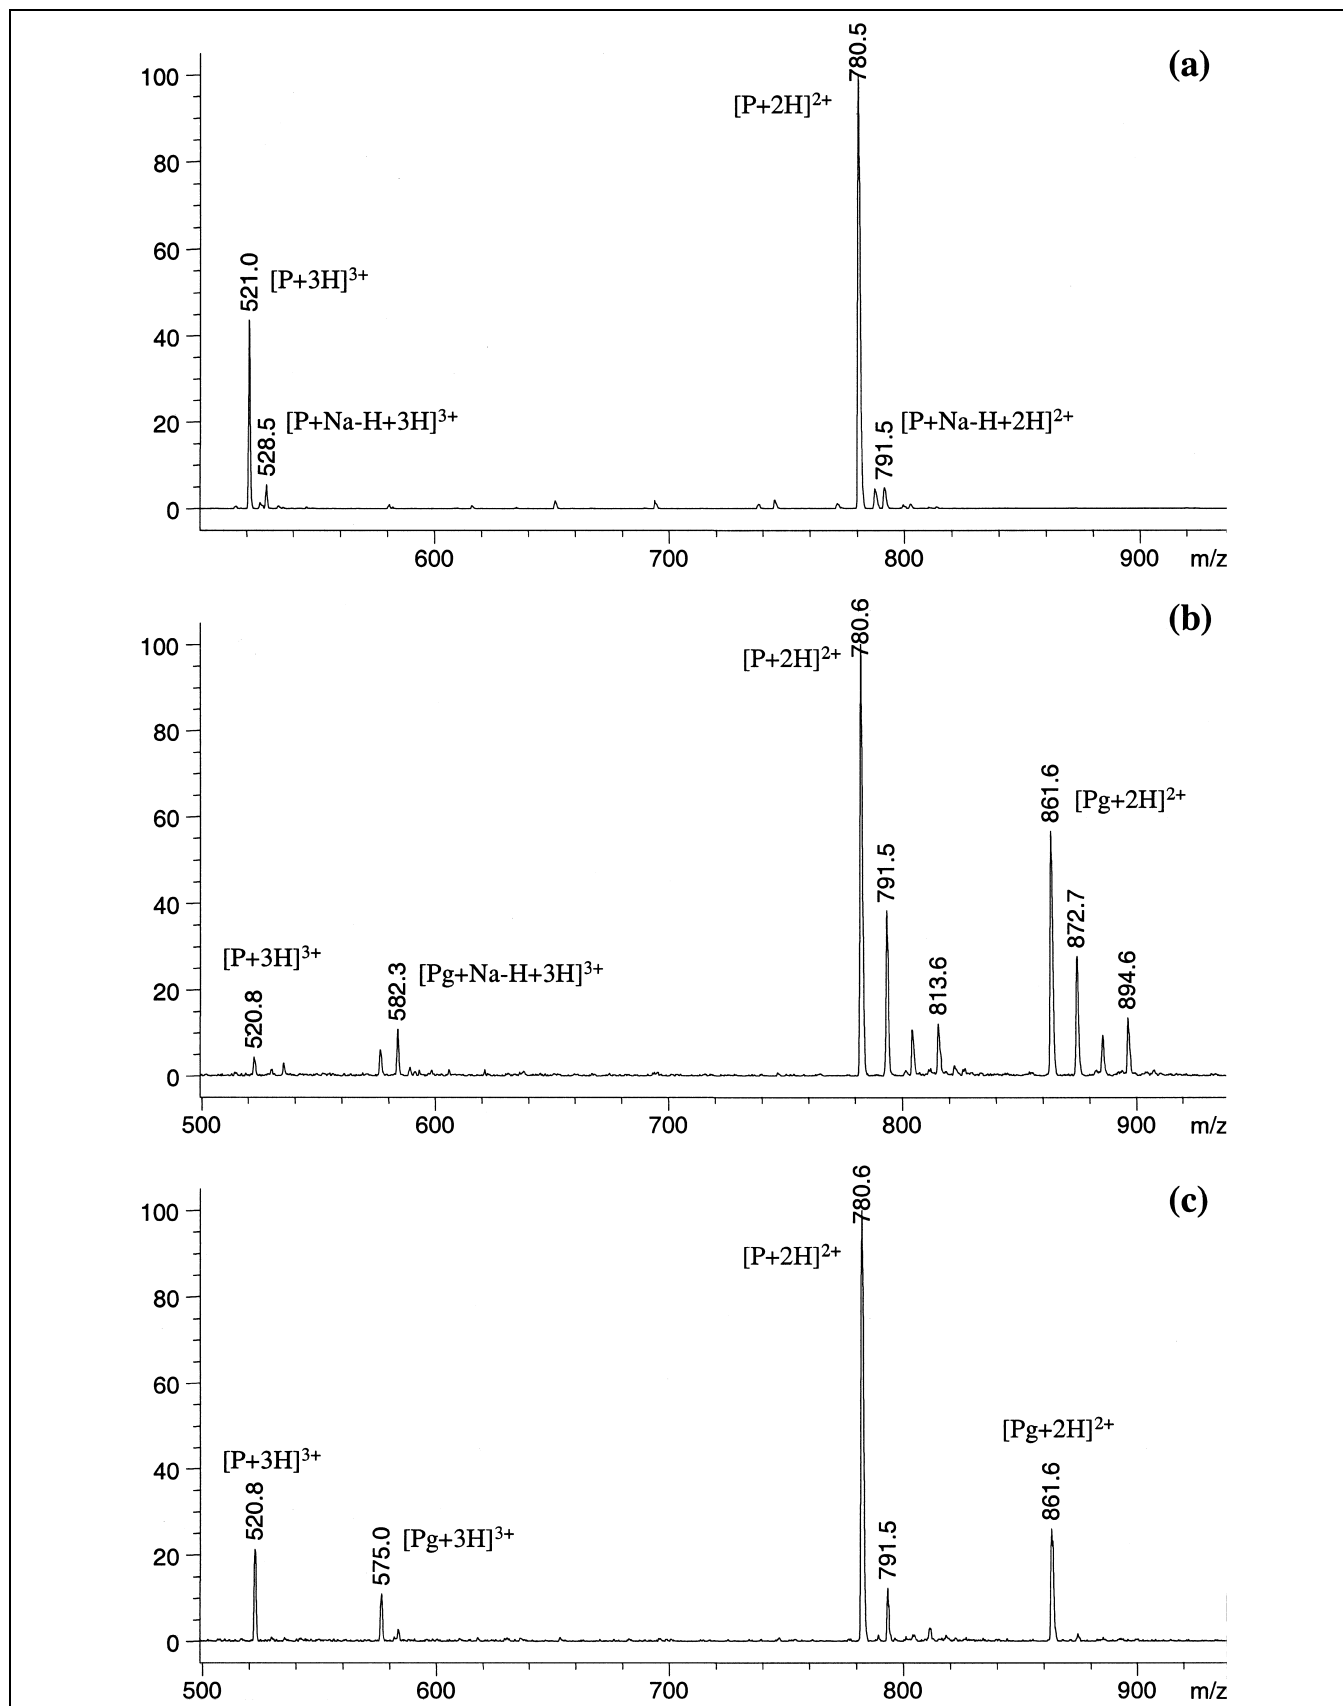 (a)
780.5
[P+2H]2+
521.0
[P+3H]3+
528.5
[P+Na-H+3H]3+
791.5
[P+Na-H+2H]2+
100
80
60
40
20
0
600
700
800
900
m/z
(b)
780.6
[P+2H]2+
861.6
[Pg+2H]2+
791.5
872.7
[P+3H]3+
520.8
582.3
[Pg+Na-H+3H]3+
813.6
894.6
100
80
60
40
20
0
500
600
700
800
900
m/z
(c)
780.6
[P+2H]2+
[Pg+2H]2+
861.6
[P+3H]3+
520.8
575.0
[Pg+3H]3+
791.5
100
80
60
40
20
0
500
600
700
800
900
m/z